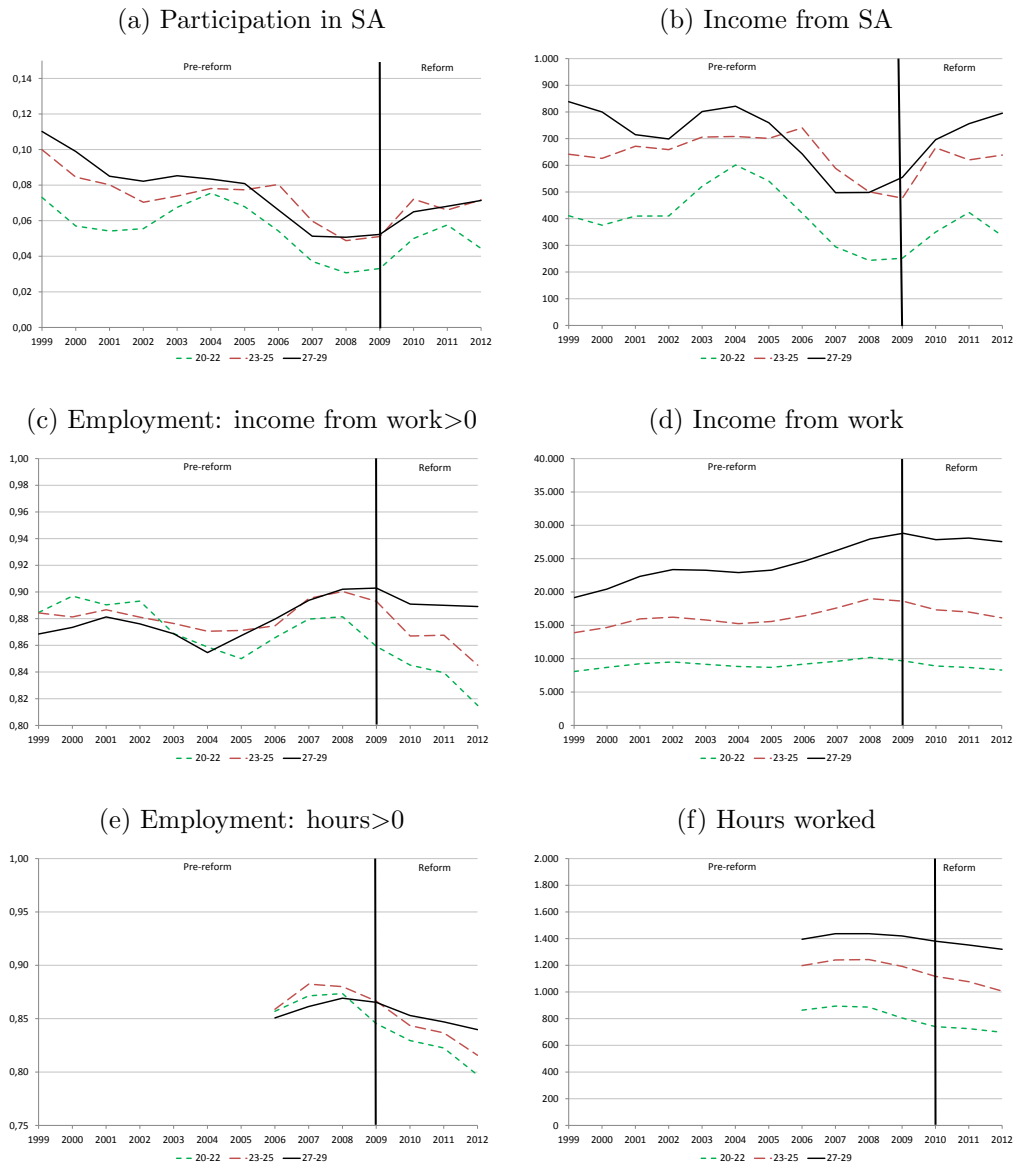 (a) Participation in SA
Pre-reform Reform
0,14
0,12
0,10
0,08
0,06
0,04
0,02
0,00
1999 2000 2001 2002 2003 2004 2005 2006 2007 2008 2009 2010 2011 2012
20-22 23-25 27-29
(b) Income from SA
Pre-reform Reform
1.000
900
800
700
600
500
400
300
200
100
0
1999 2000 2001 2002 2003 2004 2005 2006 2007 2008 2009 2010 2011 2012
20-22 23-25 27-29
(c) Employment: income from work>0
Pre-reform Reform
1,00
0,98
0,96
0,94
0,92
0,90
0,88
0,86
0,84
0,82
0,80
1999 2000 2001 2002 2003 2004 2005 2006 2007 2008 2009 2010 2011 2012
20-22 23-25 27-29
(d) Income from work
Pre-reform Reform
40.000
35.000
30.000
25.000
20.000
15.000
10.000
5.000
0
1999 2000 2001 2002 2003 2004 2005 2006 2007 2008 2009 2010 2011 2012
20-22 23-25 27-29
(e) Employment: hours>0
Pre-reform Reform
1,00
0,95
0,90
0,85
0,80
0,75
1999 2000 2001 2002 2003 2004 2005 2006 2007 2008 2009 2010 2011 2012
20-22 23-25 27-29
(f) Hours worked
Pre-reform Reform
2.000
1.800
1.600
1.400
1.200
1.000
800
600
400
200
0
1999 2000 2001 2002 2003 2004 2005 2006 2007 2008 2009 2010 2011 2012
20-22 23-25 27-29